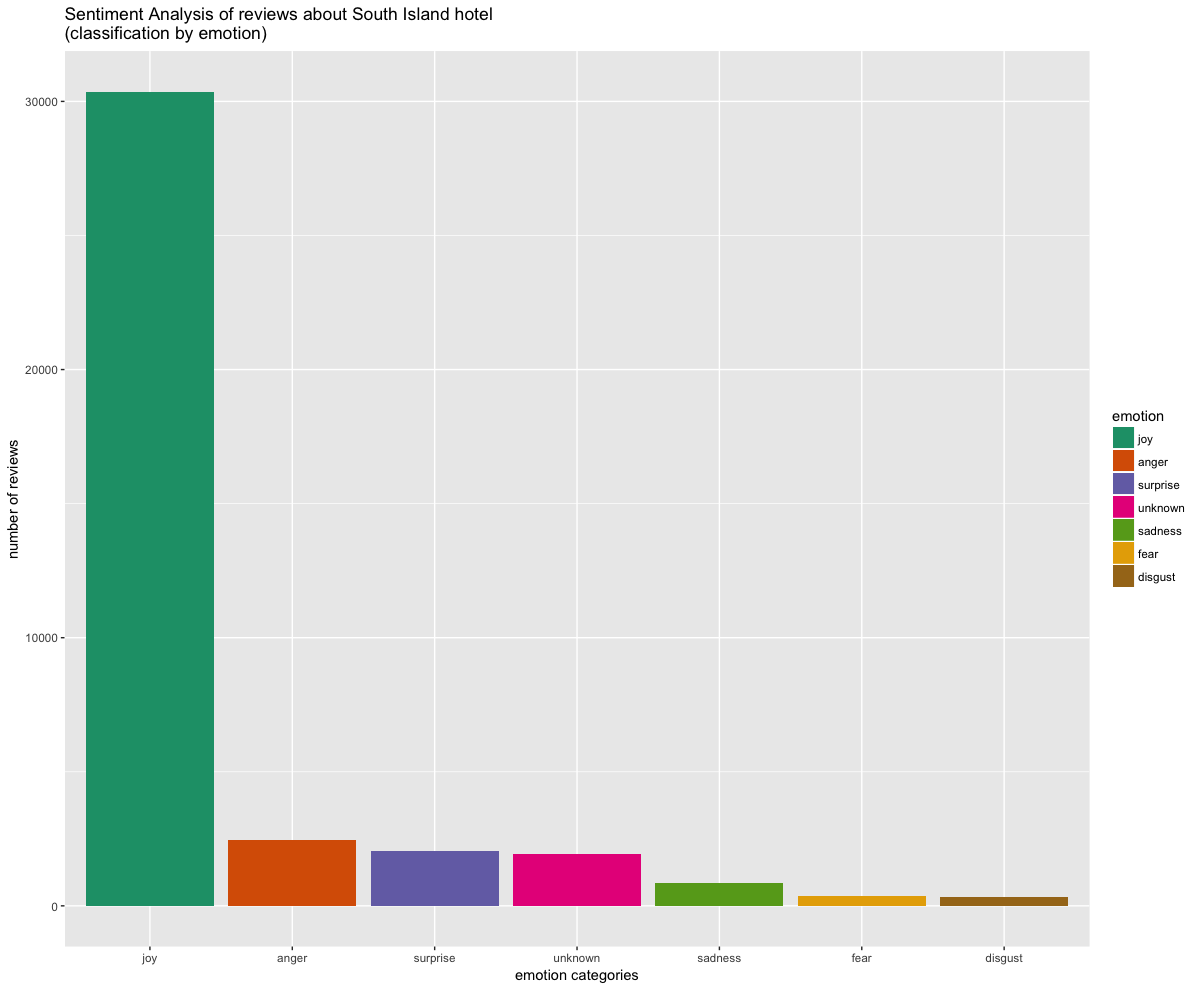 Sentiment Analysis of reviews about South Island hotel
(classification by emotion)
30000
20000
10000
0
number of reviews
joy
anger
surprise
unknown
sadness
fear
disgust
emotion categories
emotion
joy
anger
surprise
unknown
sadness
fear
disgust